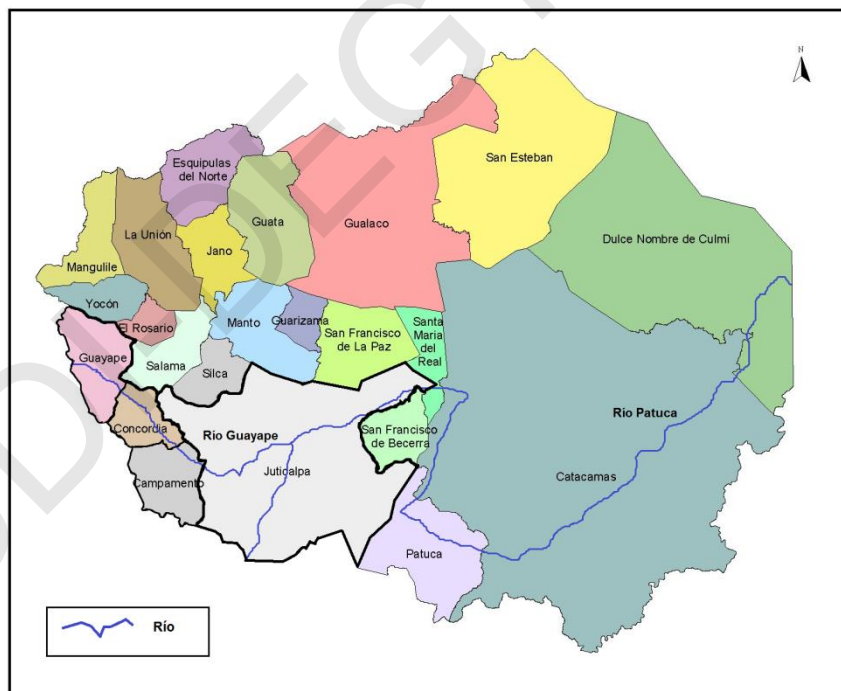 N
San Esteban
Esquipulas
del Norte
Guata
Gualaco
La Unión
Dulce Nombre de Culmí
Jano
Mangulile
Yocón
El Rosario
Manto
Guarizama
San Francisco
de La Paz
Santa
Maria
del
Real
Guayape
Salama
Silca
Concordia
Río Guayape
San Francisco
de Becerra
Río Patuca
Juticalpa
Catacamas
Campamento
Patuca
Río